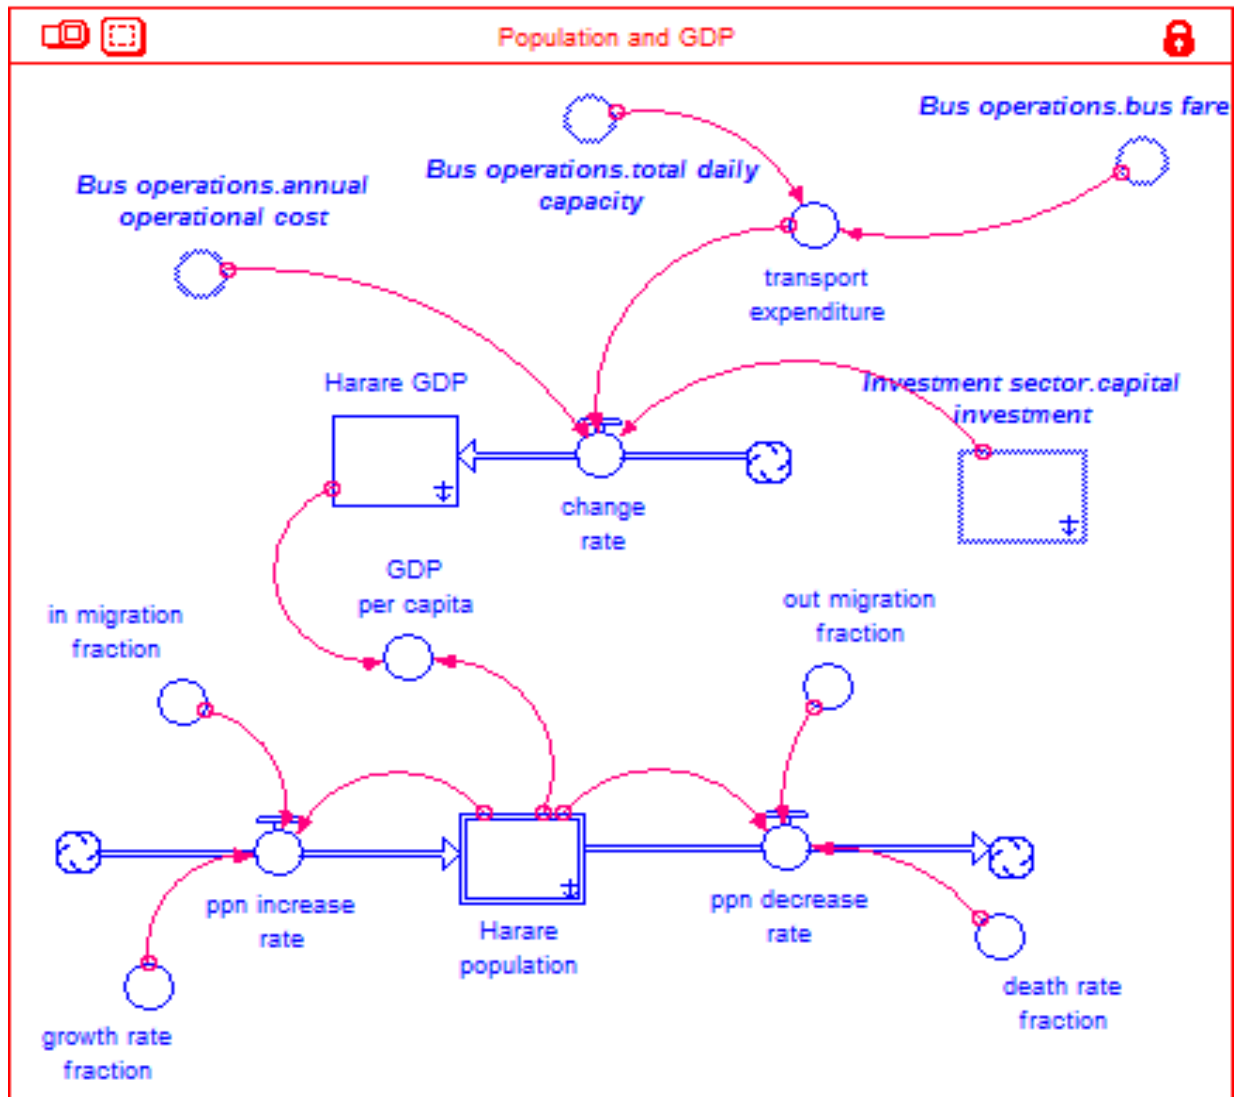 Population and GDP
Bus operations.bus fare
Bus operations.total daily
capacity
Bus operations.annual
operational cost
transport
expenditure
Harare GDP
Investment sector.capital
investment
change
rate
GDP
per capita
in migration
fraction
out migration
fraction
ppn increase
rate
Harare
population
ppn decrease
rate
growth rate
fraction
death rate
fraction